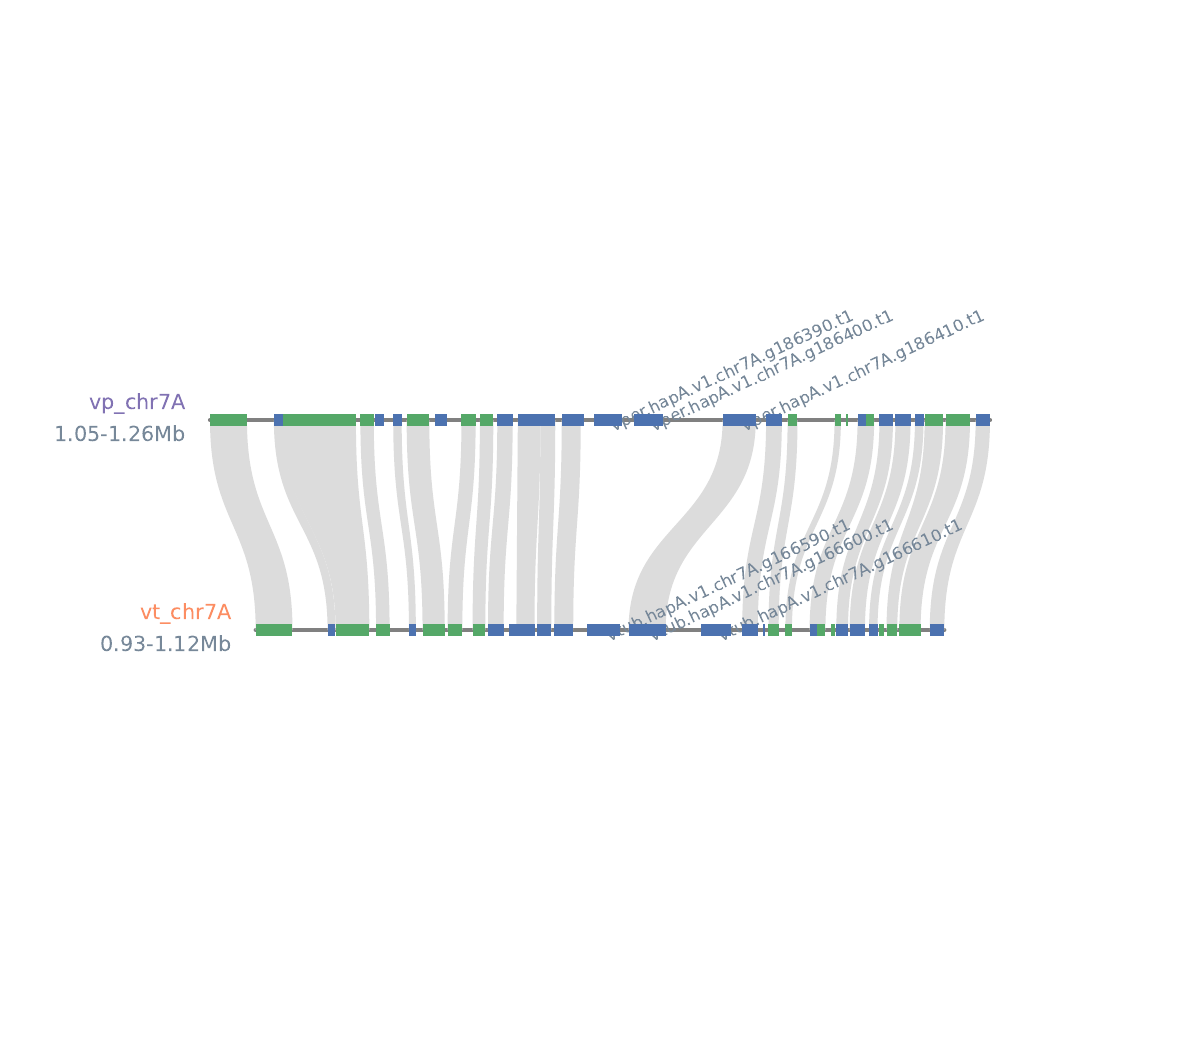 vper.hapA.v1.chr7A.g186390.t1
vper.hapA.v1.chr7A.g186400.t1
vper.hapA.v1.chr7A.g186410.t1
vp_chr7A
1.05-1.26Mb
vtub.hapA.v1.chr7A.g166590.t1
vtub.hapA.v1.chr7A.g166600.t1
vtub.hapA.v1.chr7A.g166610.t1
vt_chr7A
0.93-1.12Mb